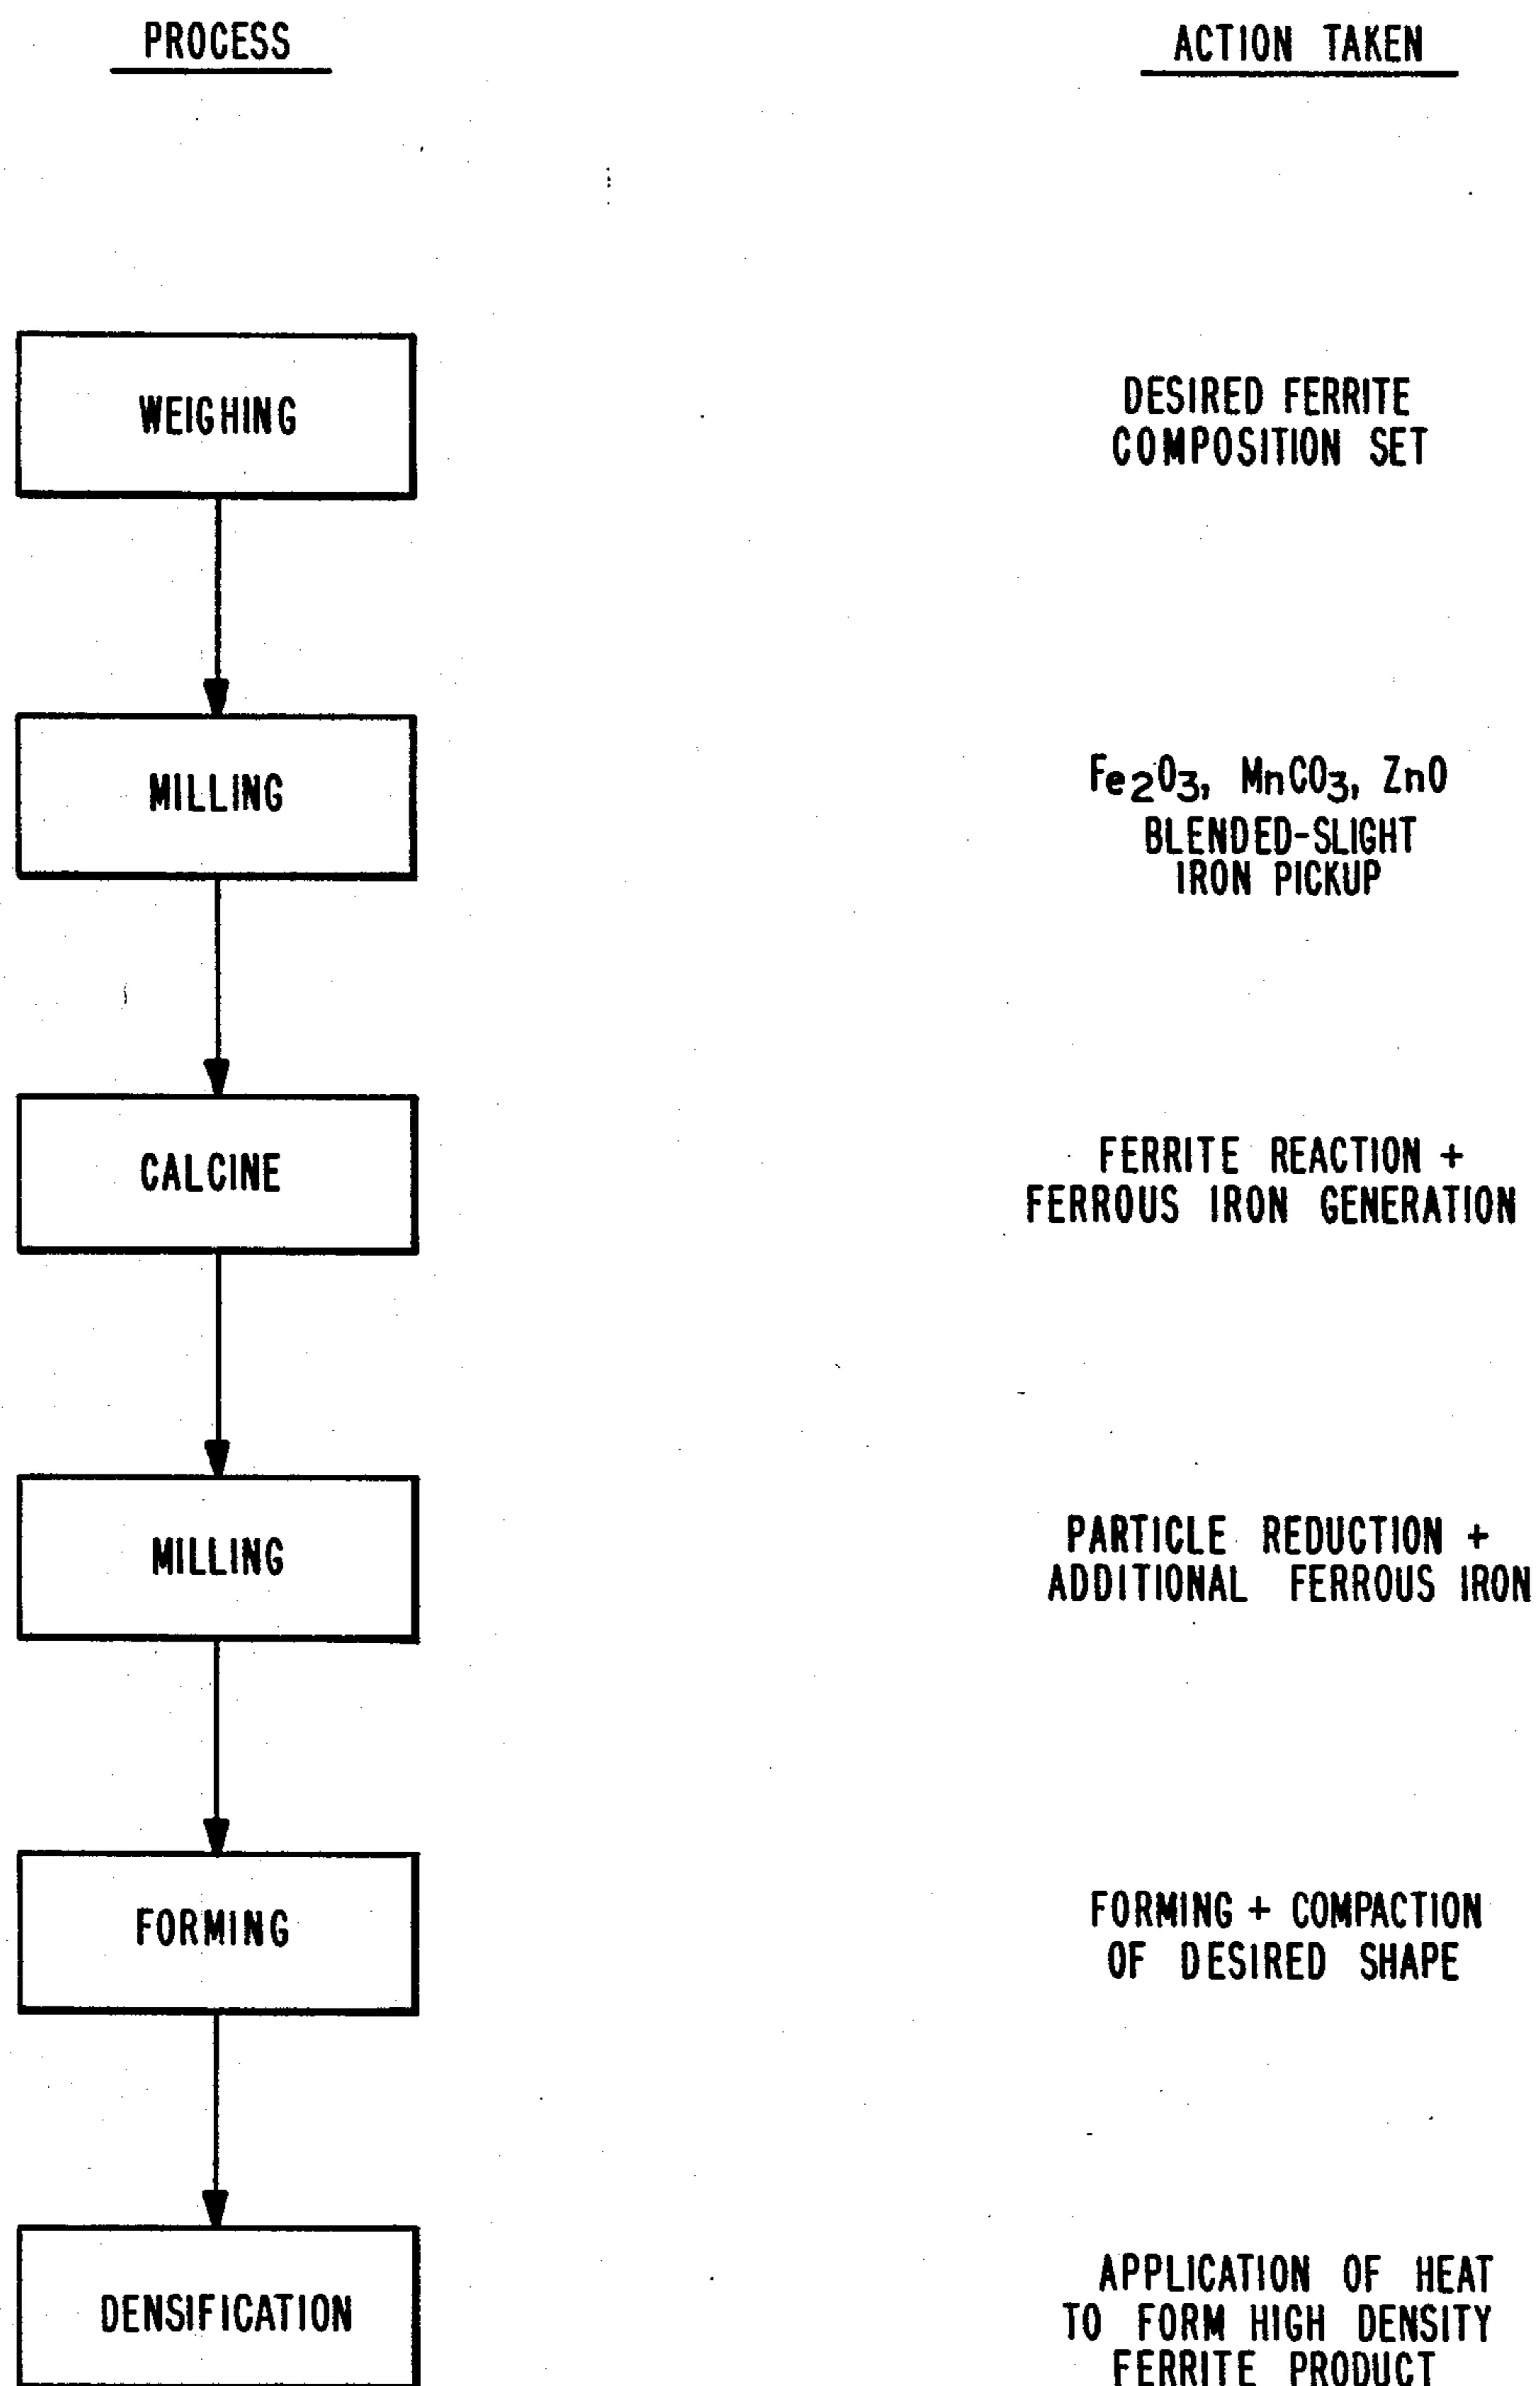 PROCESS
ACTION TAKEN
WEIGHING
DESIRED FERRITE
COMPOSITION SET
MILLING
Fe2O3, MnCO3, ZnO
BLENDED-SLIGHT
IRON PICKUP
CALCINE
FERRITE REACTION +
FERROUS IRON GENERATION
MILLING
PARTICLE REDUCTION +
ADDITIONAL FERROUS IRON
FORMING
FORMING + COMPACTION
OF DESIRED SHAPE
DENSIFICATION
APPLICATION OF HEAT
TO FORM HIGH DENSITY
FERRITE PRODUCT